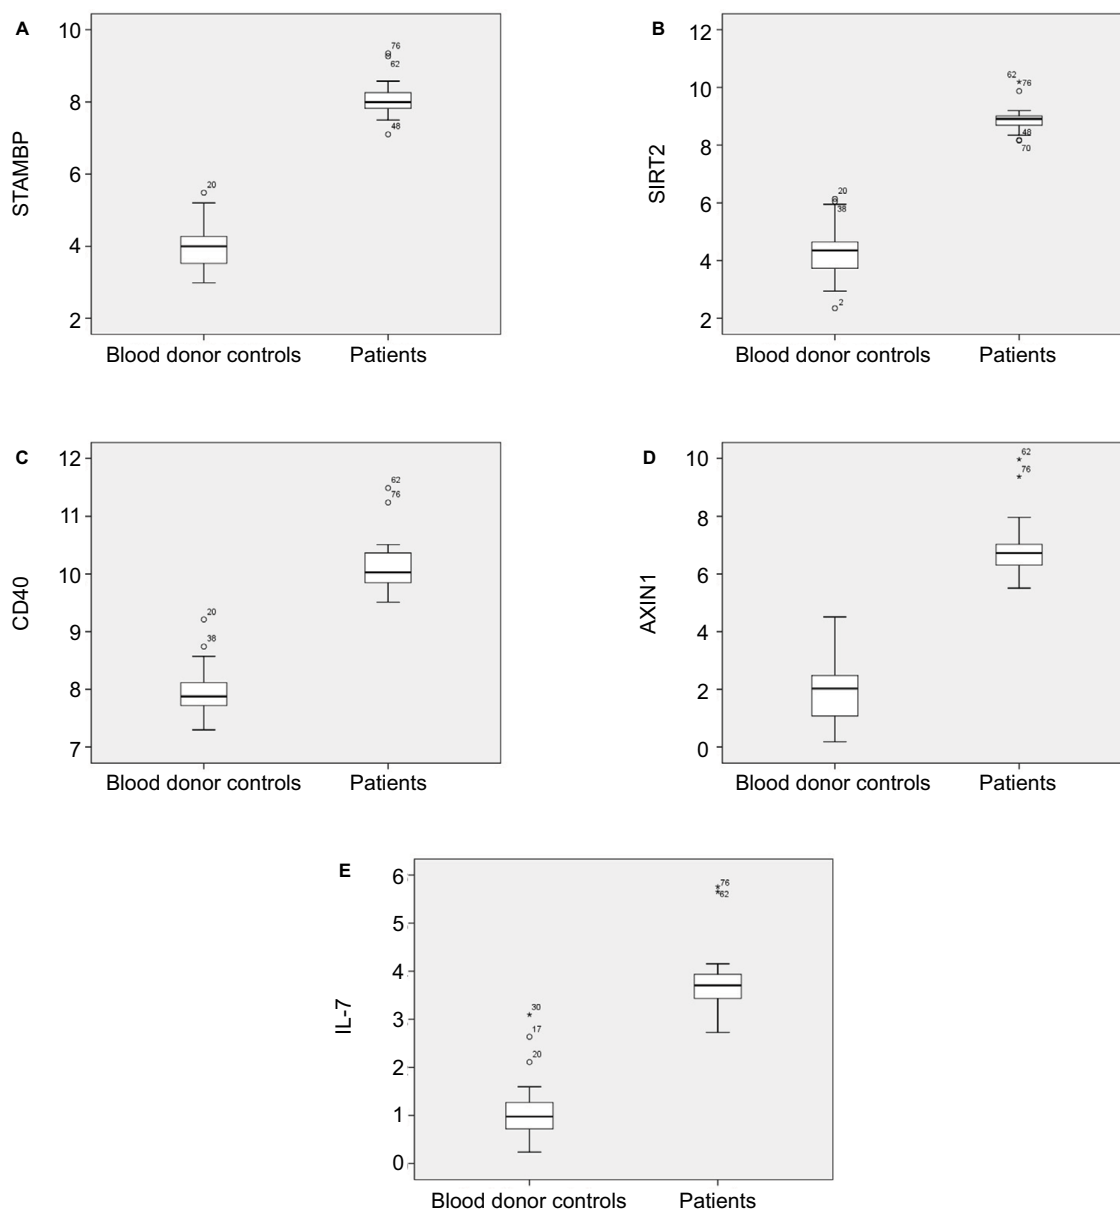 A
STAMBP
10
8
6
4
2
76
62
48
20
Blood donor controls
Patients
B
SIRT2
12
10
8
6
4
2
62
76
48
70
20
38
2
Blood donor controls
Patients
C
CD40
12
11
10
9
8
7
62
76
20
38
Blood donor controls
Patients
D
AXIN1
10
8
6
4
2
0
62
76
Blood donor controls
Patients
E
IL-7
6
5
4
3
2
1
0
76
62
30
17
20
Blood donor controls
Patients